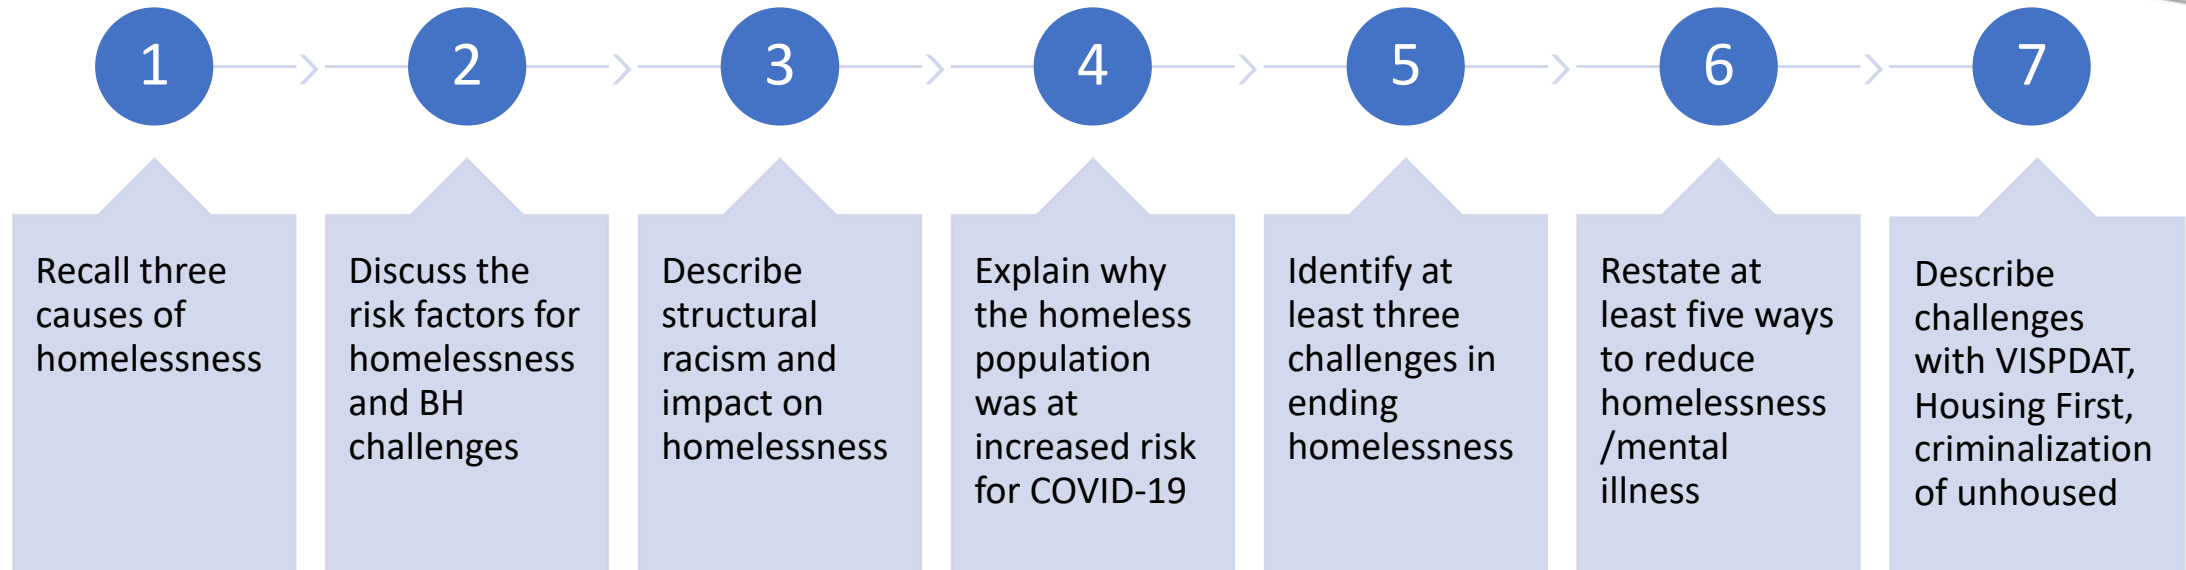 1
Recall three
causes of
homelessness
2
Discuss the
risk factors for
homelessness
and BH
challenges
3
Describe
structural
racism and
impact on
homelessness
4
Explain why
the homeless
population
was at
increased risk
for COVID-19
5
Identify at
least three
challenges in
ending
homelessness
6
Restate at
least five ways
to reduce
homelessness
/mental
illness
7
Describe
challenges
with VISPDAT,
Housing First,
criminalization
of unhoused